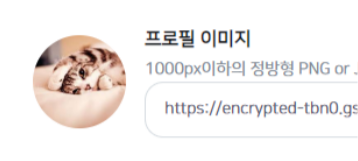 프로필 이미지
1000px이하의 정방형 PNG or
https://encrypted-tbn0.gs